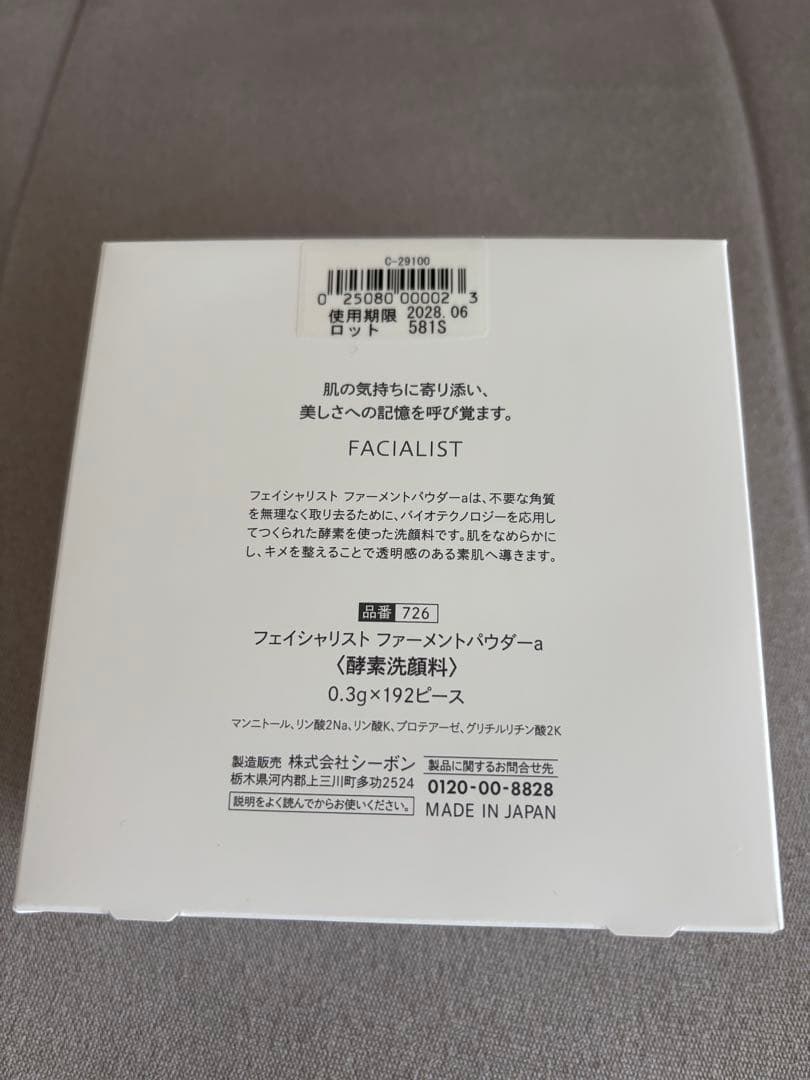 C-29100
0 25080 00002 3
使用期限 2028.06
ロット 581S
肌の気持ちに寄り添い、
美しさへの記憶を呼び覚ます。
FACIALIST
フェイシャリスト ファーメントパウダーaは、不要な角質
を無理なく取り去るために、バイオテクノロジーを応用し
てつくられた酵素を使った洗顔料です。肌をなめらかに
し、キメを整えることで透明感のある素肌へ導きます。
品番 726
フェイシャリスト ファーメントパウダーa
〈酵素洗顔料〉
0.3g×192ピース
マンニトール、リン酸2Na、リン酸K、プロテアーゼ、グリチルリチン酸2K
製造販売 株式会社シーボン
栃木県河内郡上三川町多功2524
説明をよく読んでからお使いください。
製品に関するお問合せ先
0120-00-8828
MADE IN JAPAN